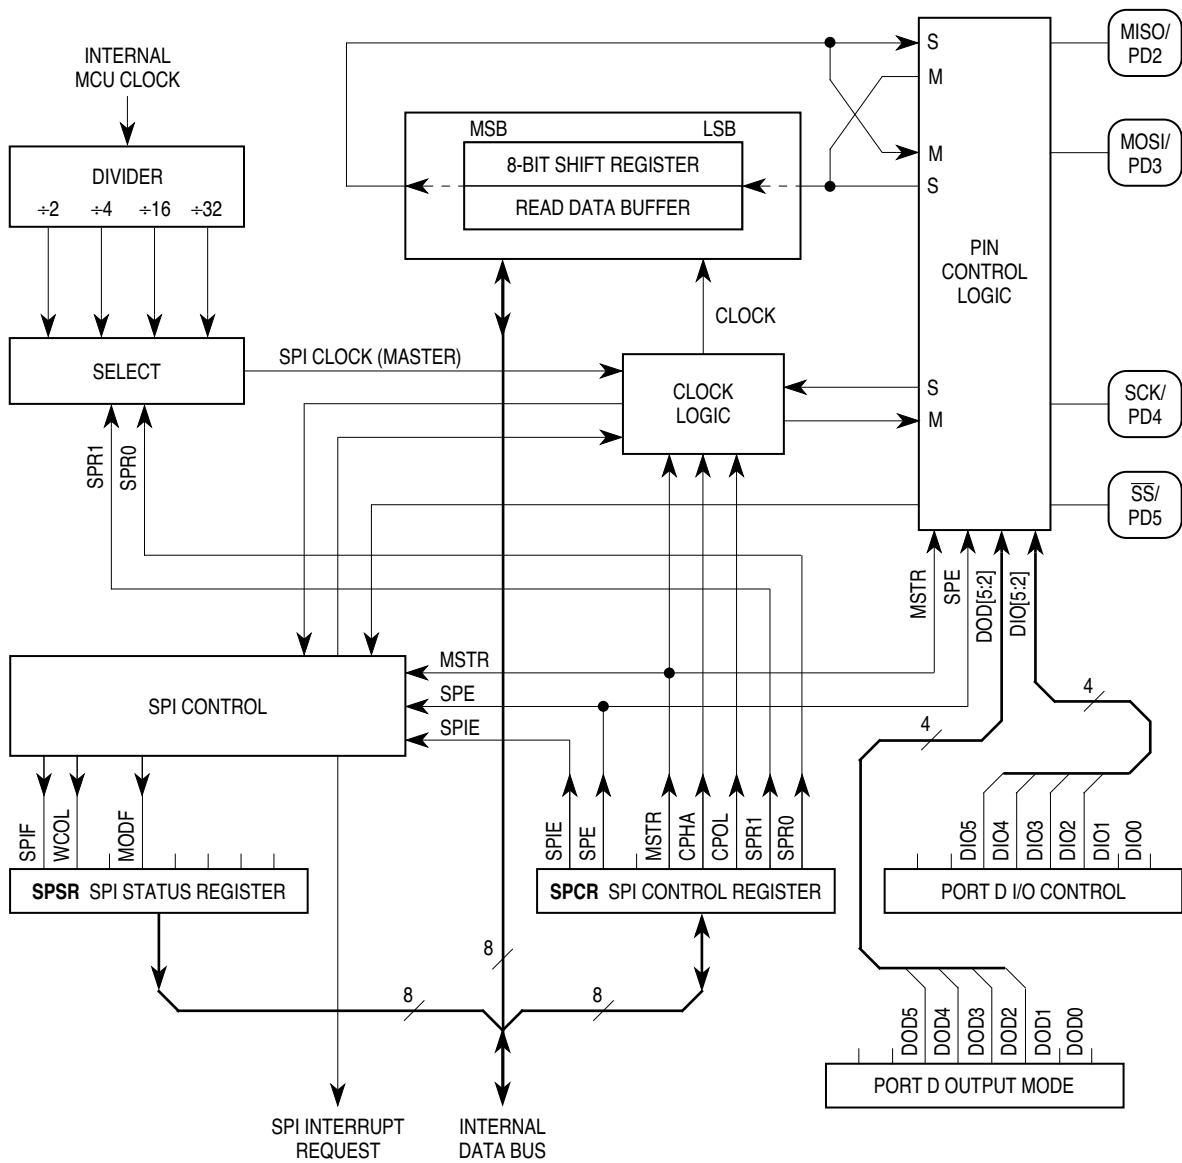 INTERNAL
MCU CLOCK
DIVIDER
÷2 ÷4 ÷16 ÷32
SELECT
SPR1
SPR0
SPI CLOCK (MASTER)
MSB LSB
8-BIT SHIFT REGISTER
READ DATA BUFFER
CLOCK
CLOCK
LOGIC
S
M
M
S
PIN
CONTROL
LOGIC
S
M
MISO/
PD2
MOSI/
PD3
SCK/
PD4
SS/
PD5
MSTR
SPE
DOD[5:2]
DIO[5:2]
4
4
MSTR
SPE
SPIE
SPI CONTROL
SPIF
WCOL
MODF
SPSR SPI STATUS REGISTER
SPIE
SPE
MSTR
CPHA
CPOL
SPR1
SPR0
SPCR SPI CONTROL REGISTER
DIO5
DIO4
DIO3
DIO2
DIO1
DIO0
PORT D I/O CONTROL
8
8
8
DOD5
DOD4
DOD3
DOD2
DOD1
DOD0
PORT D OUTPUT MODE
SPI INTERRUPT
REQUEST
INTERNAL
DATA BUS